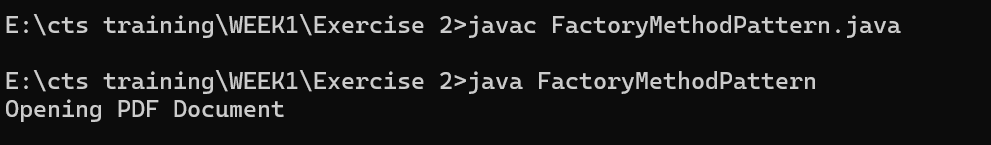 E:\cts training\WEEK1\Exercise 2>javac FactoryMethodPattern.java
E:\cts training\WEEK1\Exercise 2>java FactoryMethodPattern
Opening PDF Document